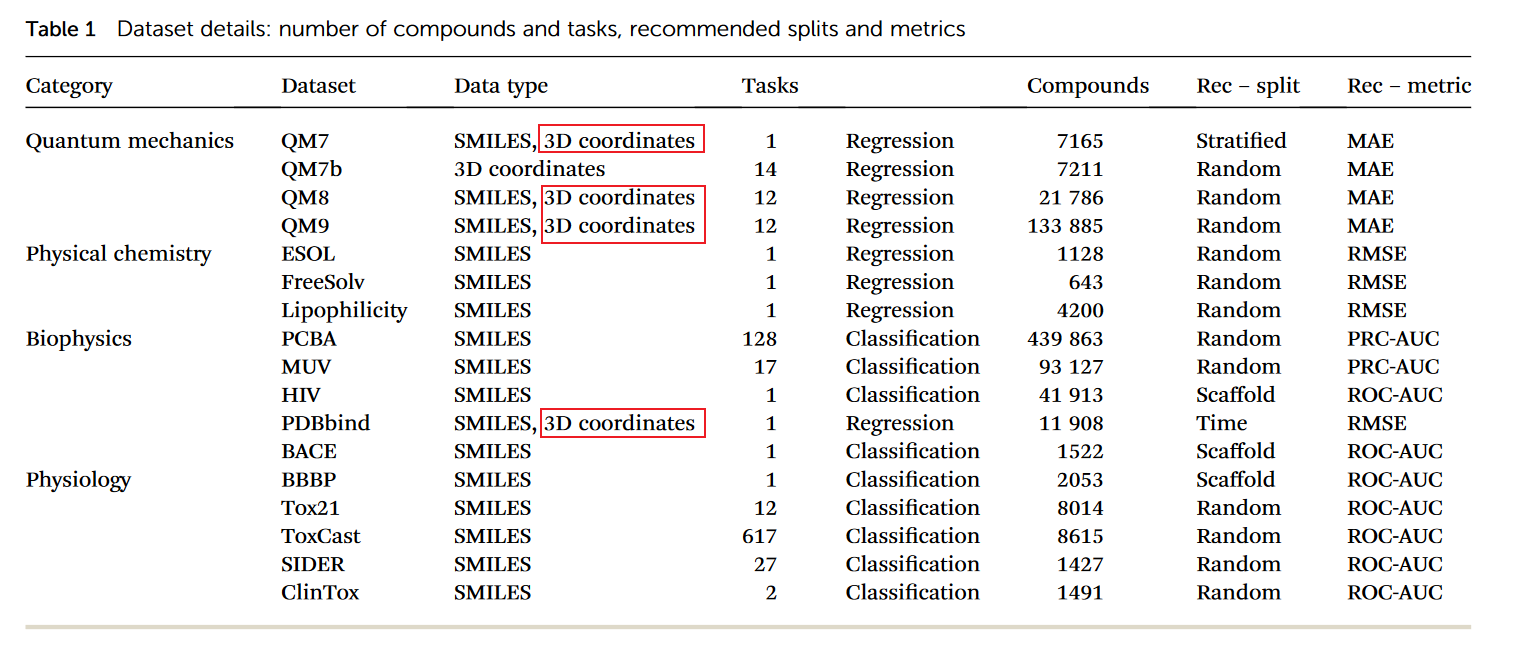 Table 1 Dataset details: number of compounds and tasks, recommended splits and metrics
Category Dataset Data type Tasks Compounds Rec – split Rec – metric
Quantum mechanics QM7 SMILES, 3D coordinates 1 Regression 7165 Stratified MAE
QM7b 3D coordinates 14 Regression 7211 Random MAE
QM8 SMILES, 3D coordinates 12 Regression 21 786 Random MAE
QM9 SMILES, 3D coordinates 12 Regression 133 885 Random MAE
Physical chemistry ESOL SMILES 1 Regression 1128 Random RMSE
FreeSolv SMILES 1 Regression 643 Random RMSE
Lipophilicity SMILES 1 Regression 4200 Random RMSE
Biophysics PCBA SMILES 128 Classification 439 863 Random PRC-AUC
MUV SMILES 17 Classification 93 127 Random PRC-AUC
HIV SMILES 1 Classification 41 913 Scaffold ROC-AUC
PDBbind SMILES, 3D coordinates 1 Regression 11 908 Time RMSE
BACE SMILES 1 Classification 1522 Scaffold ROC-AUC
Physiology BBBP SMILES 1 Classification 2053 Scaffold ROC-AUC
Tox21 SMILES 12 Classification 8014 Random ROC-AUC
ToxCast SMILES 617 Classification 8615 Random ROC-AUC
SIDER SMILES 27 Classification 1427 Random ROC-AUC
ClinTox SMILES 2 Classification 1491 Random ROC-AUC